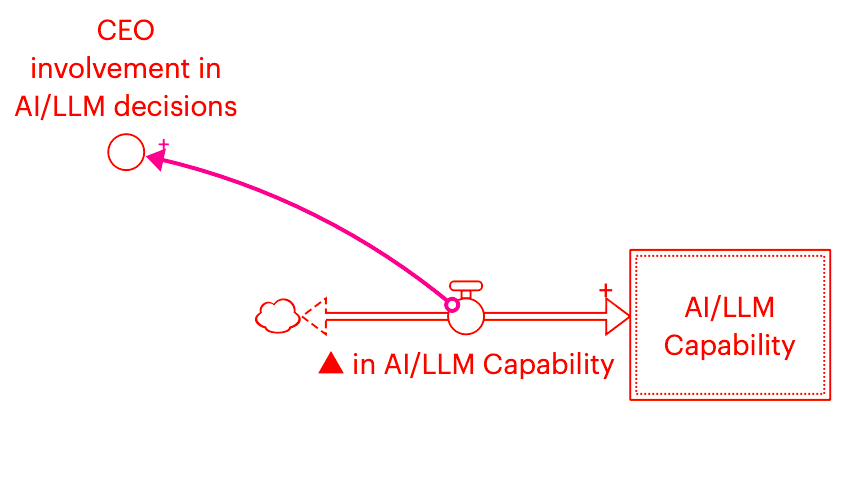 CEO
involvement in
AI/LLM decisions
+
+
AI/LLM
Capability
▲ in AI/LLM Capability